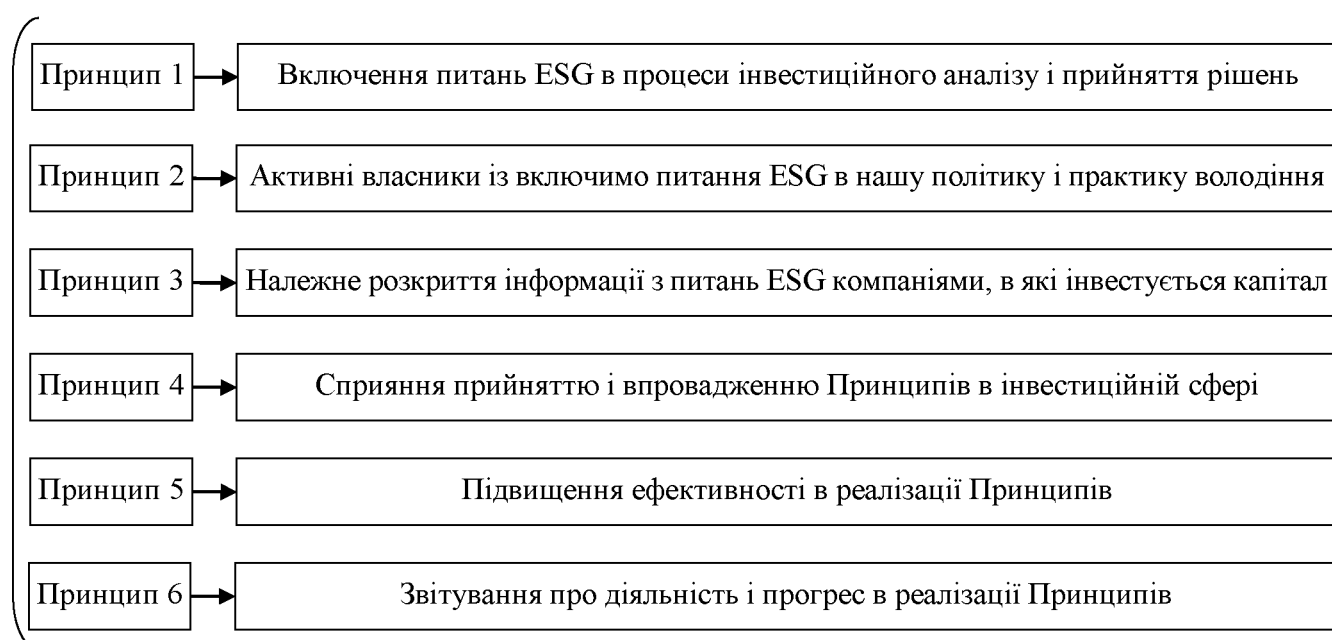 Принцип 1 Включення питань ESG в процеси інвестиційного аналізу і прийняття рішень
Принцип 2 Активні власники із включимо питання ESG в нашу політику і практику володіння
Принцип 3 Належне розкриття інформації з питань ESG компаніями, в які інвестується капітал
Принцип 4 Сприяння прийняттю і впровадженню Принципів в інвестиційній сфері
Принцип 5 Підвищення ефективності в реалізації Принципів
Принцип 6 Звітування про діяльність і прогрес в реалізації Принципів